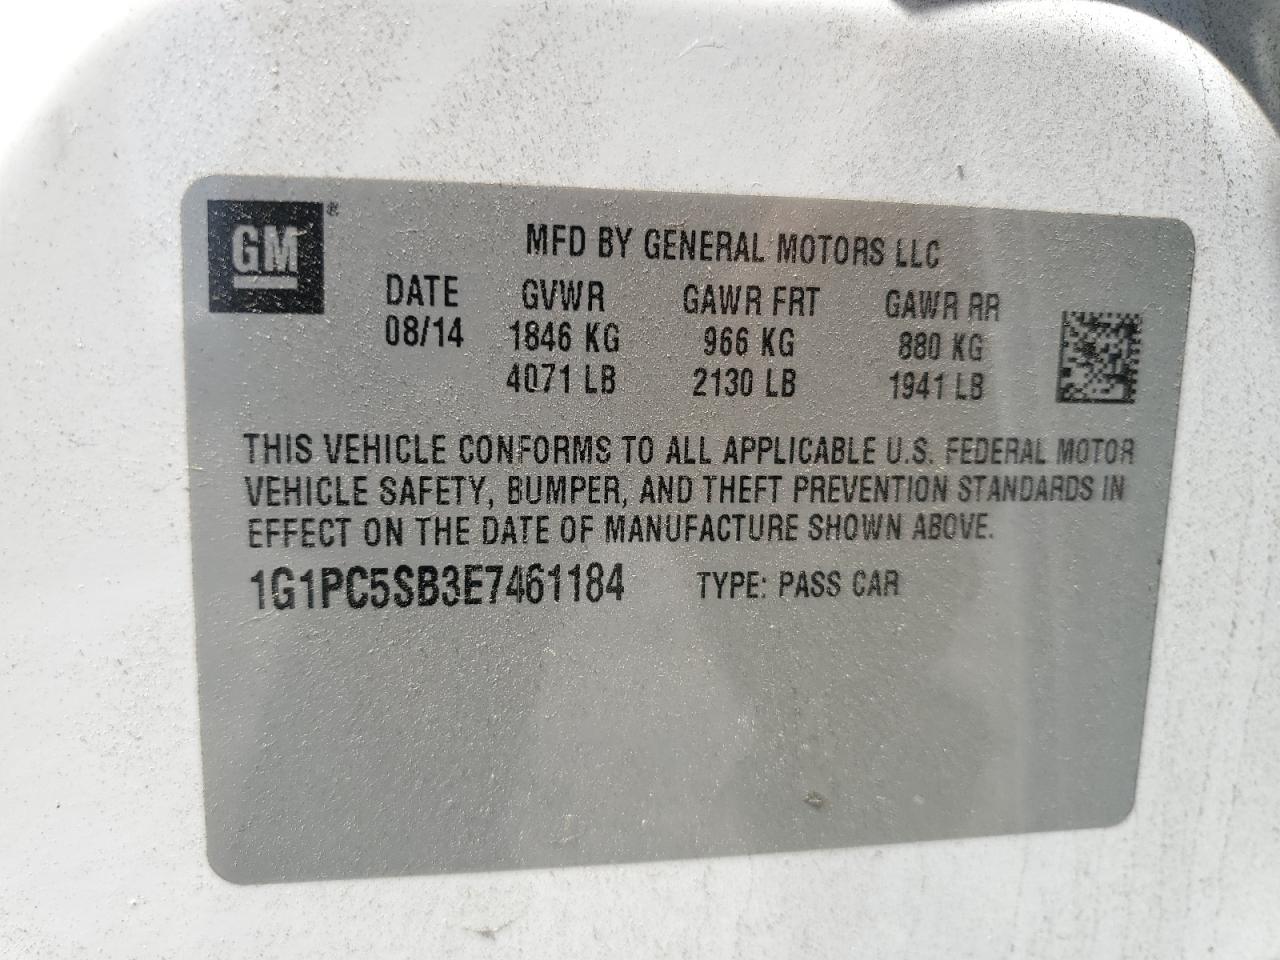 GM®
MFD BY GENERAL MOTORS LLC
DATE GVWR GAWR FRT GAWR RR
08/14 1846 KG 966 KG 880 KG
4071 LB 2130 LB 1941 LB
THIS VEHICLE CONFORMS TO ALL APPLICABLE U.S. FEDERAL MOTOR
VEHICLE SAFETY, BUMPER, AND THEFT PREVENTION STANDARDS IN
EFFECT ON THE DATE OF MANUFACTURE SHOWN ABOVE.
1G1PC5SB3E7461184 TYPE: PASS CAR